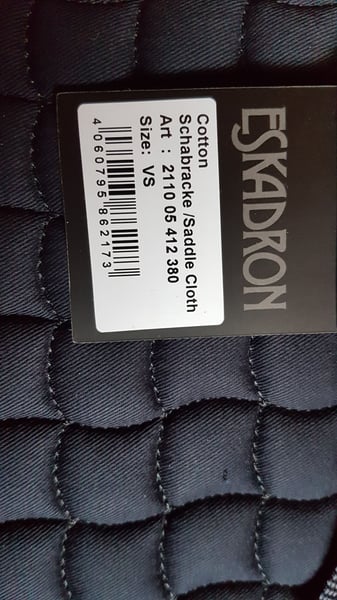 ESKADRON
Cotton
Schabracke /Saddle Cloth
Art : 2110 05 412 380
Size: VS
4 060795 862173